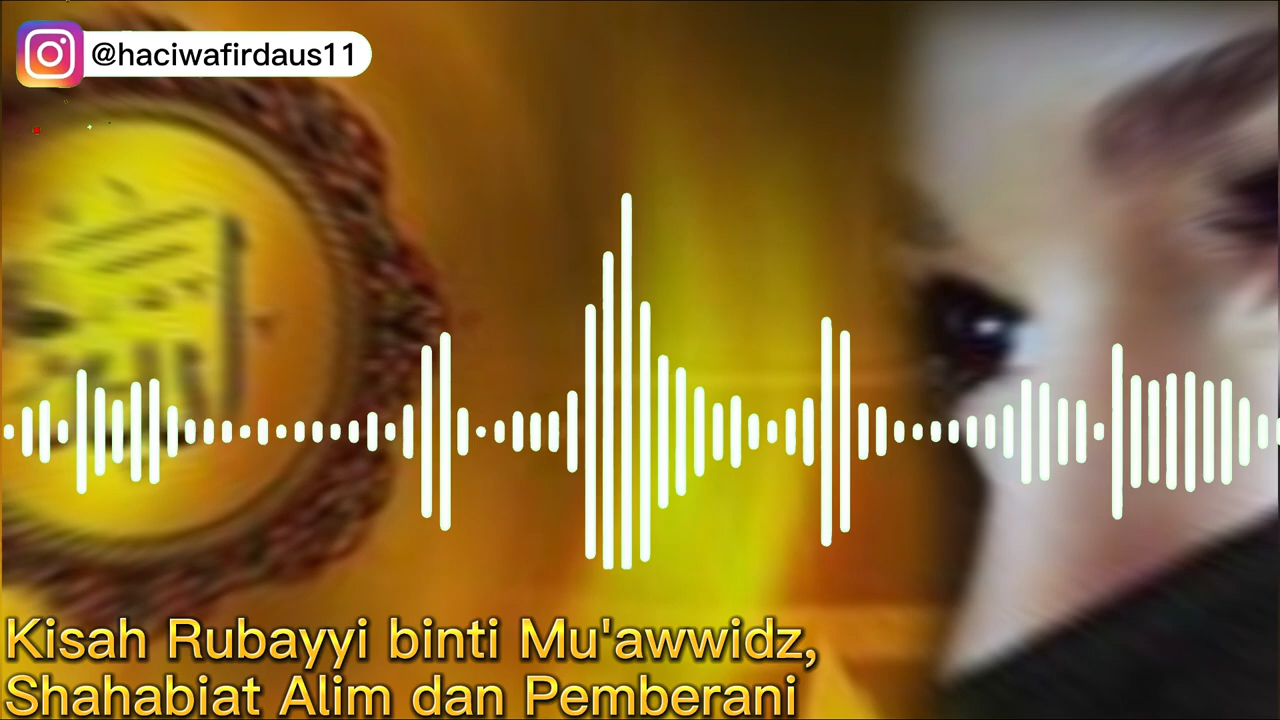 @haciwafirdaus11
Kisah Rubayyi binti Mu'awwidz,
Shahabiat Alim dan Pemberani